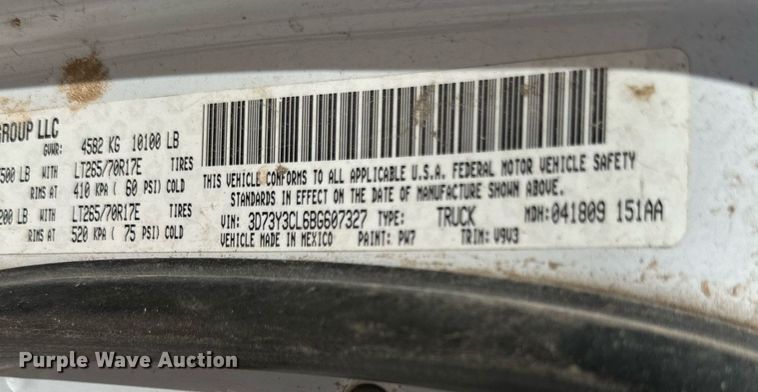 GROUP LLC
GVWR: 4582 KG 10100 LB
500 LB WITH LT265/70R17E TIRES
RIMS AT 410 KPA ( 60 PSI) COLD
200 LB WITH LT265/70R17E TIRES
RIMS AT 520 KPA ( 75 PSI) COLD
THIS VEHICLE CONFORMS TO ALL APPLICABLE U.S.A. FEDERAL MOTOR VEHICLE SAFETY
STANDARDS IN EFFECT ON THE DATE OF MANUFACTURE SHOWN ABOVE.
VIN: 3D73Y3CL6BG607327 TYPE: TRUCK MDH: 041809 151AA
VEHICLE MADE IN MEXICO PAINT: PW7 TRIM: V9V3
Purple Wave Auction